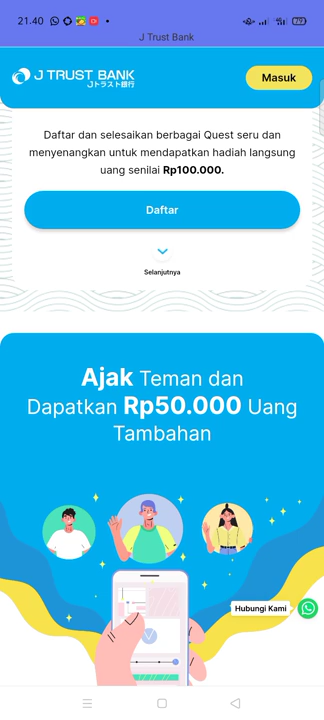 21.40
79
J Trust Bank
J TRUST BANK
Jトラスト銀行
Masuk
Daftar dan selesaikan berbagai Quest seru dan
menyenangkan untuk mendapatkan hadiah langsung
uang senilai Rp100.000.
Daftar
Selanjutnya
Ajak Teman dan
Dapatkan Rp50.000 Uang
Tambahan
Hubungi Kami